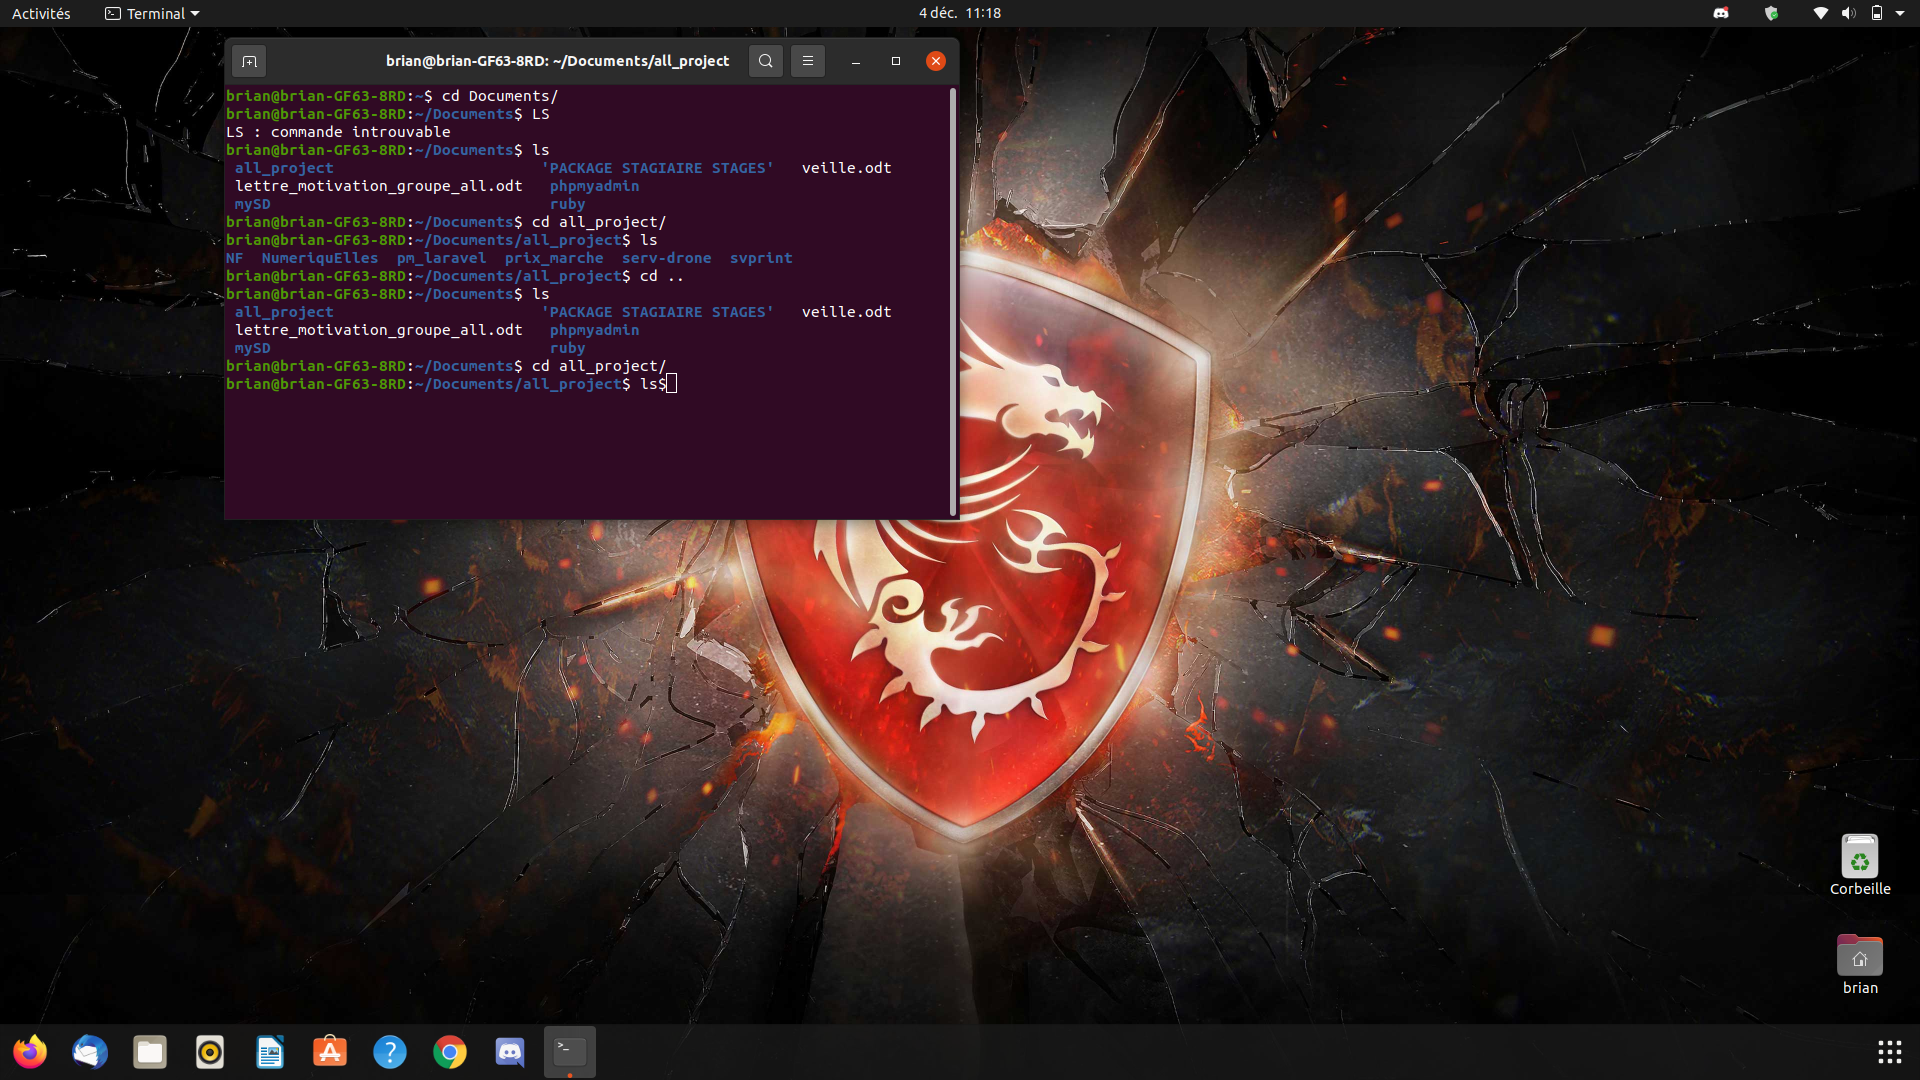 Activités Terminal 4 déc. 11:18
brian@brian-GF63-8RD: ~/Documents/all_project
brian@brian-GF63-8RD:~$ cd Documents/
brian@brian-GF63-8RD:~/Documents$ LS
LS : commande introuvable
brian@brian-GF63-8RD:~/Documents$ ls
all_project 'PACKAGE STAGIAIRE STAGES' veille.odt
lettre_motivation_groupe_all.odt phpmyadmin
mySD ruby
brian@brian-GF63-8RD:~/Documents$ cd all_project/
brian@brian-GF63-8RD:~/Documents/all_project$ ls
NF NumeriquElles pm_laravel prix_marche serv-drone svprint
brian@brian-GF63-8RD:~/Documents/all_project$ cd ..
brian@brian-GF63-8RD:~/Documents$ ls
all_project 'PACKAGE STAGIAIRE STAGES' veille.odt
lettre_motivation_groupe_all.odt phpmyadmin
mySD ruby
brian@brian-GF63-8RD:~/Documents$ cd all_project/
brian@brian-GF63-8RD:~/Documents/all_project$ ls$
Corbeille
brian